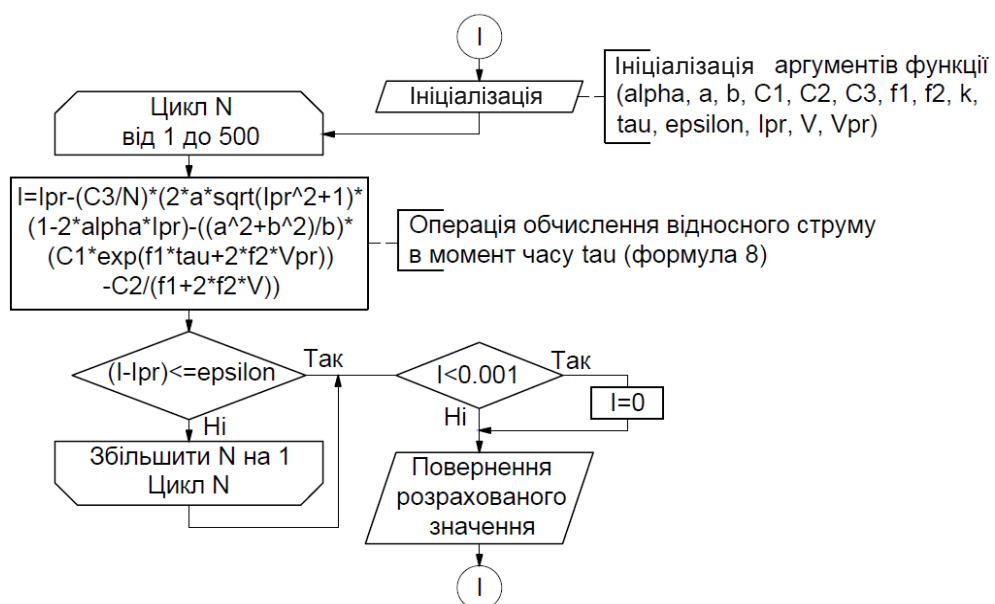 I
Ініціалізація
Ініціалізація аргументів функції
(alpha, a, b, C1, C2, C3, f1, f2, k,
tau, epsilon, Ipr, V, Vpr)
Цикл N
від 1 до 500
I=Ipr-(C3/N)*(2*a*sqrt(Ipr^2+1)*
(1-2*alpha*Ipr)-((a^2+b^2)/b)*
(C1*exp(f1*tau+2*f2*Vpr))
-C2/(f1+2*f2*V))
Операція обчислення відносного струму
в момент часу tau (формула 8)
(I-Ipr)<=epsilon
Так
Ні
Збільшити N на 1
Цикл N
I<0.001
Так
I=0
Ні
Повернення
розрахованого
значення
I